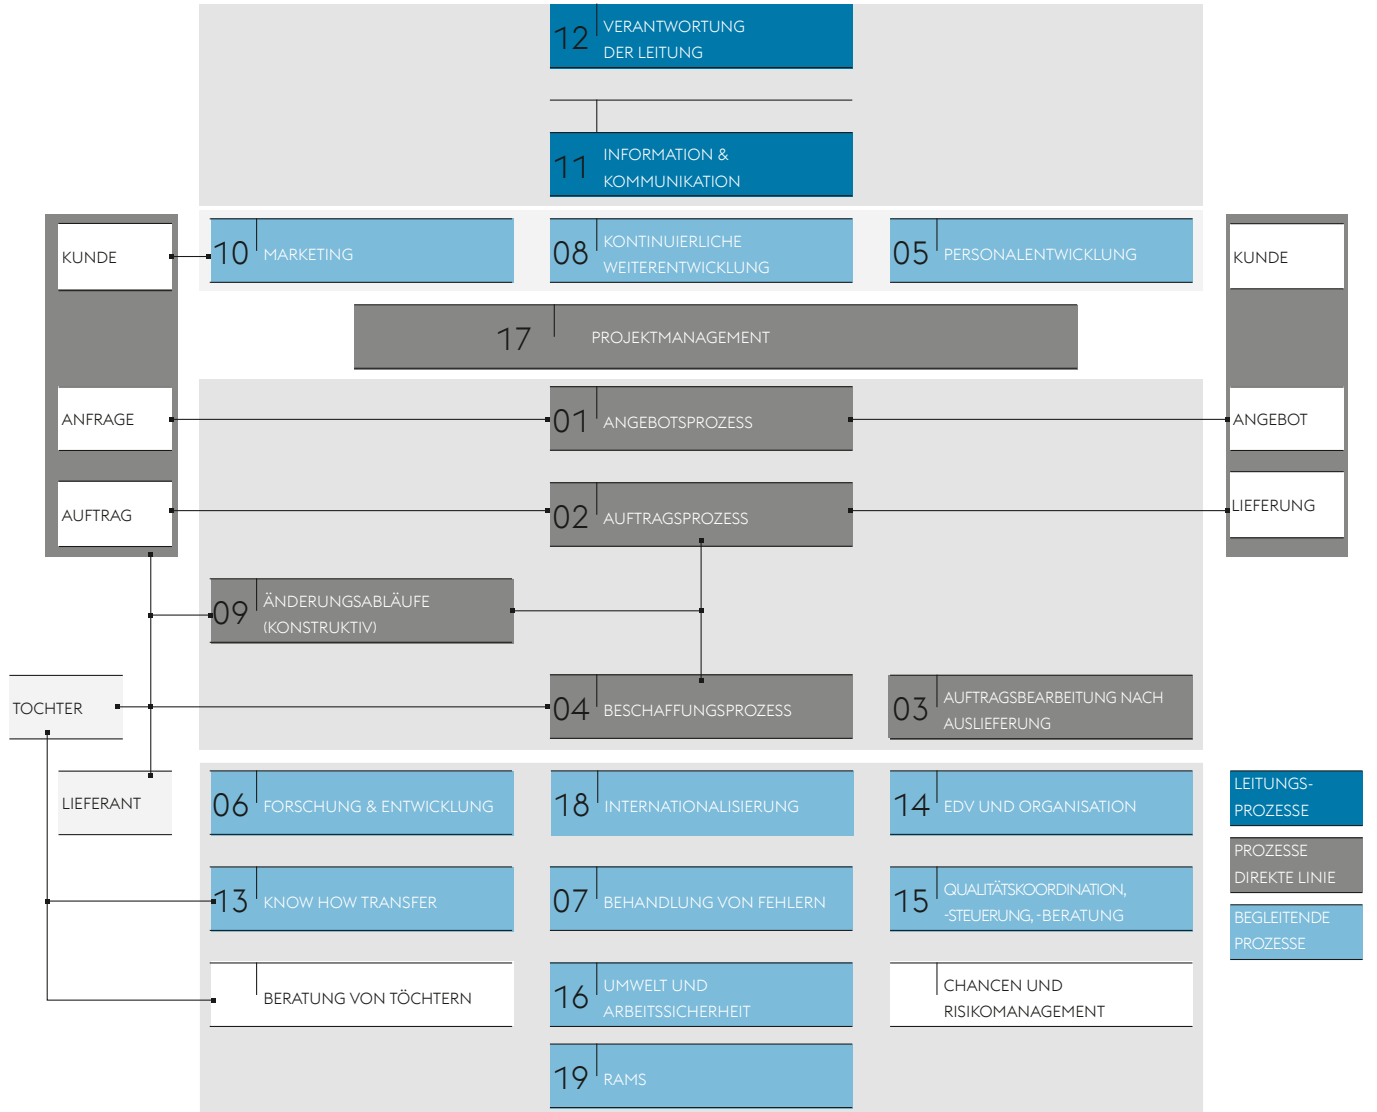 12
VERANTWORTUNG
DER LEITUNG
11
INFORMATION &
KOMMUNIKATION
KUNDE
10
MARKETING
08
KONTINUIERLICHE
WEITERENTWICKLUNG
05
PERSONALENTWICKLUNG
KUNDE
17
PROJEKTMANAGEMENT
ANFRAGE
01
ANGEBOTSPROZESS
ANGEBOT
AUFTRAG
02
AUFTRAGSPROZESS
LIEFERUNG
09
ÄNDERUNGSABLÄUFE
(KONSTRUKTIV)
TOCHTER
04
BESCHAFFUNGSPROZESS
03
AUFTRAGSBEARBEITUNG NACH
AUSLIEFERUNG
LIEFERANT
06
FORSCHUNG & ENTWICKLUNG
18
INTERNATIONALISIERUNG
14
EDV UND ORGANISATION
LEITUNGS-
PROZESSE
13
KNOW HOW TRANSFER
07
BEHANDLUNG VON FEHLERN
15
QUALITÄTSKOORDINATION,
-STEUERUNG, -BERATUNG
PROZESSE
DIREKTE LINIE
BEGLEITENDE
PROZESSE
BERATUNG VON TÖCHTERN
16
UMWELT UND
ARBEITSSICHERHEIT
CHANCEN UND
RISIKOMANAGEMENT
19
RAMS